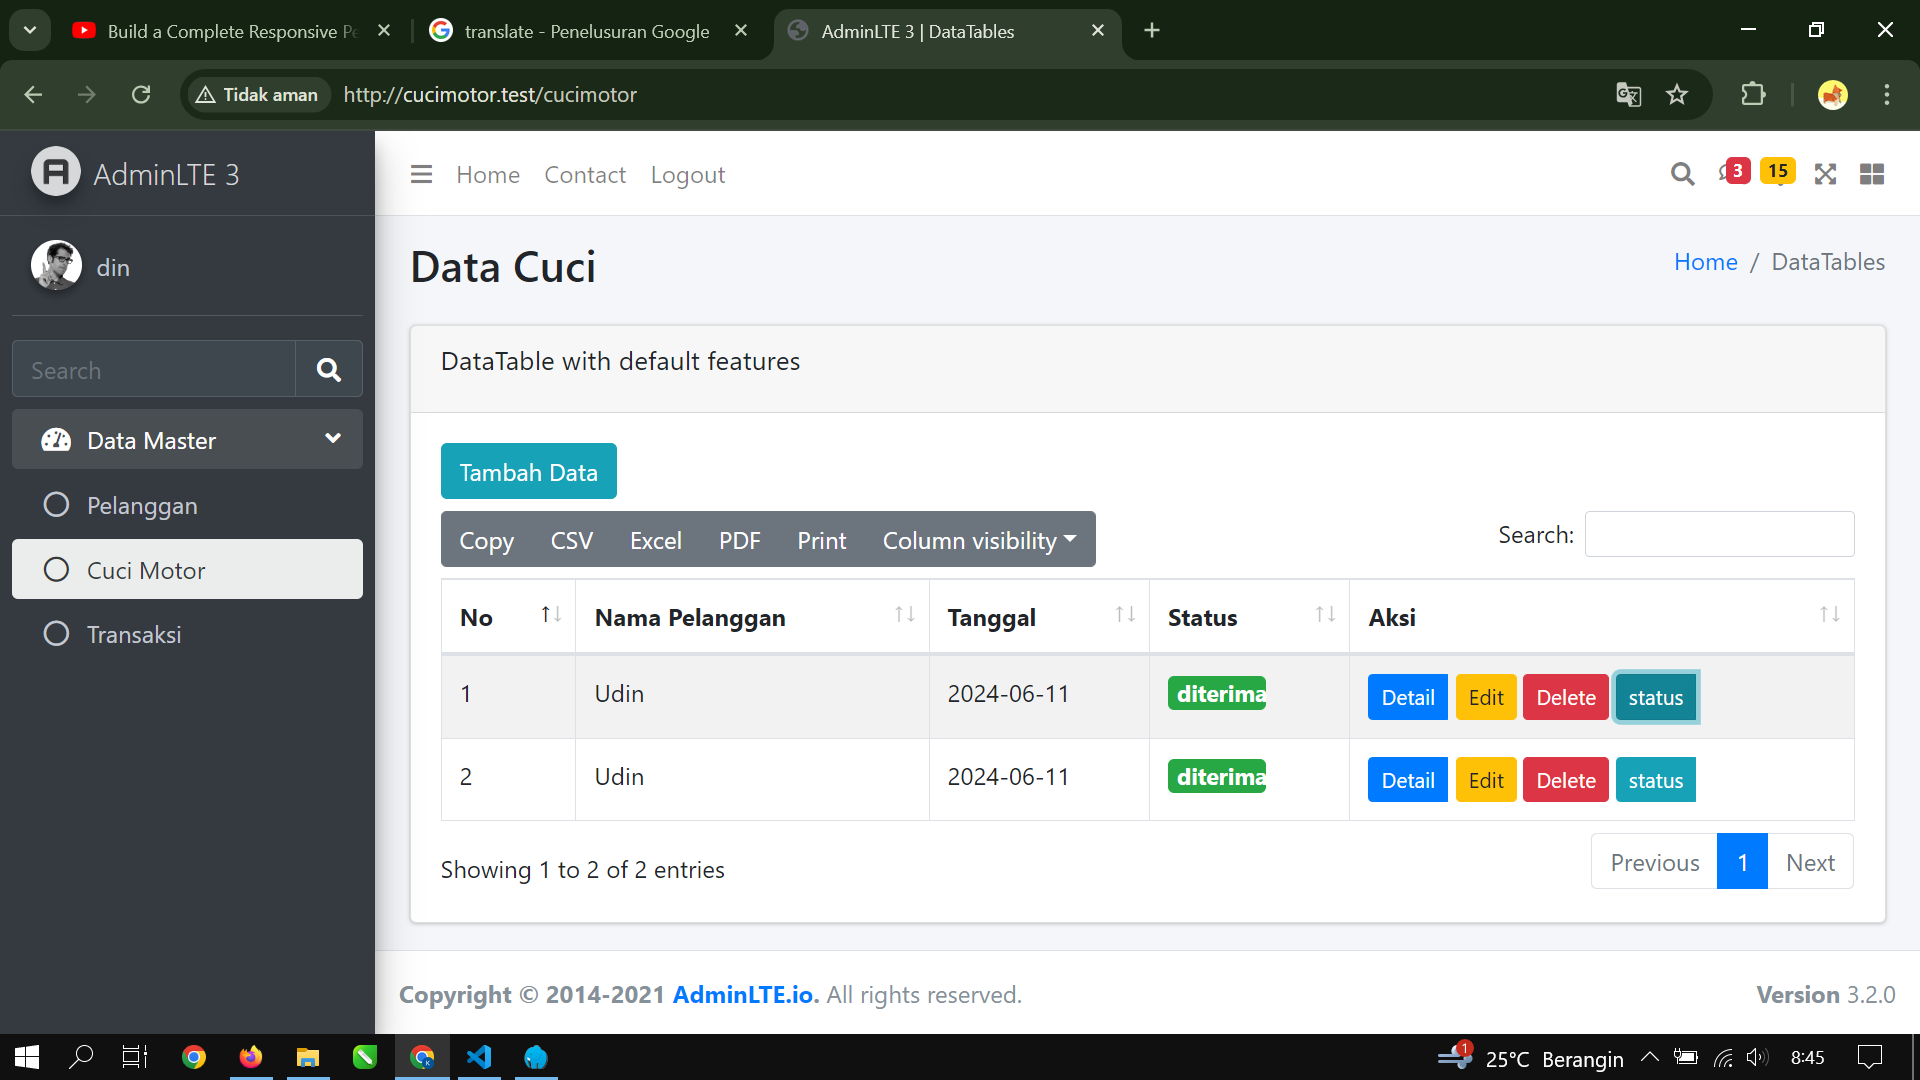 Build a Complete Responsive Pe
translate - Penelusuran Google
AdminLTE 3 | DataTables
Tidak aman
http://cucimotor.test/cucimotor
AdminLTE 3
Home Contact Logout
3
15
din
Data Cuci
Home / DataTables
Search
DataTable with default features
Data Master
Pelanggan
Cuci Motor
Transaksi
Tambah Data
Copy CSV Excel PDF Print Column visibility
Search:
No Nama Pelanggan Tanggal Status Aksi
1 Udin 2024-06-11 diterima Detail Edit Delete status
2 Udin 2024-06-11 diterima Detail Edit Delete status
Showing 1 to 2 of 2 entries
Previous 1 Next
Copyright © 2014-2021 AdminLTE.io. All rights reserved.
Version 3.2.0
1 25°C Berangin 8:45